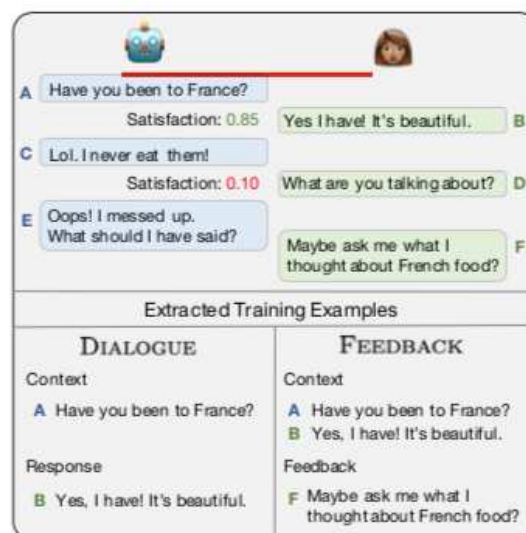 A Have you been to France?
Satisfaction: 0.85
Yes I have! It's beautiful. B
C Lol. I never eat them!
Satisfaction: 0.10
What are you talking about? D
E Oops! I messed up.
What should I have said?
Maybe ask me what I
thought about French food? F
Extracted Training Examples
DIALOGUE
Context
A Have you been to France?
Response
B Yes, I have! It's beautiful.
FEEDBACK
Context
A Have you been to France?
B Yes, I have! It's beautiful.
Feedback
F Maybe ask me what I
thought about French food?